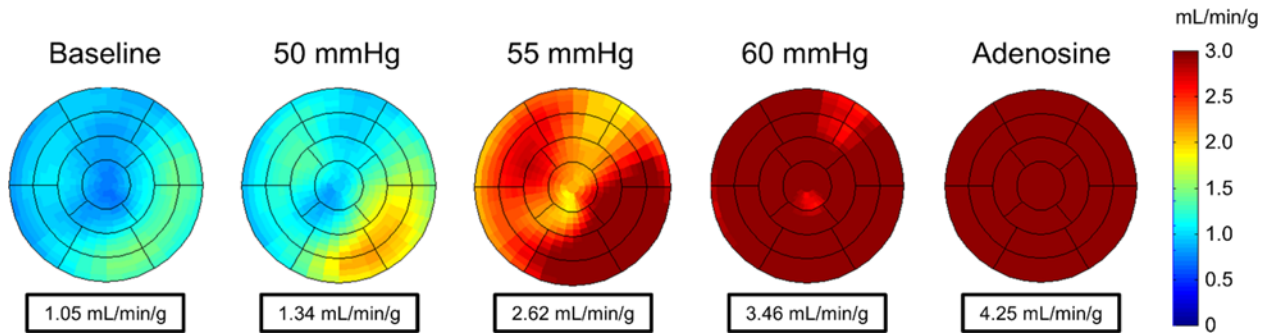 mL/min/g
Baseline
50 mmHg
55 mmHg
60 mmHg
Adenosine
3.0
2.5
2.0
1.5
1.0
0.5
0
1.05 mL/min/g
1.34 mL/min/g
2.62 mL/min/g
3.46 mL/min/g
4.25 mL/min/g